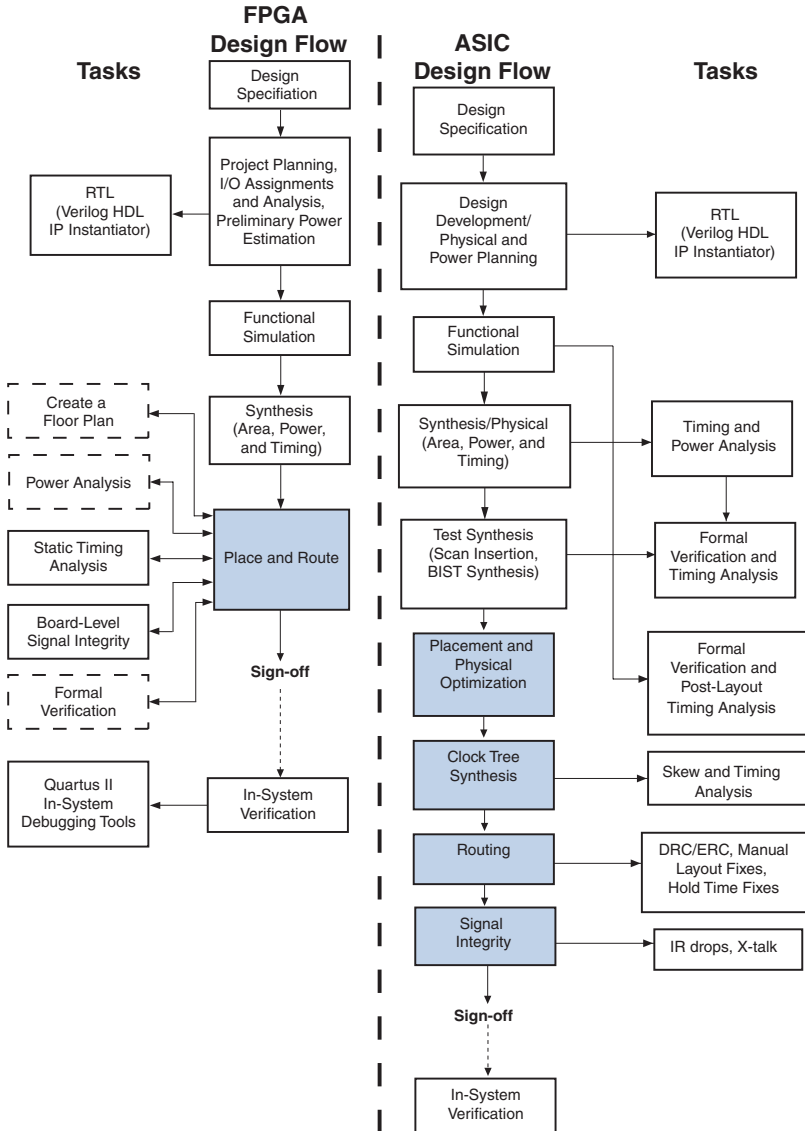 FPGA
Design Flow
Tasks
Design
Specifiation
Project Planning,
I/O Assignments
and Analysis,
Preliminary Power
Estimation
RTL
(Verilog HDL
IP Instantiator)
Functional
Simulation
Synthesis
(Area, Power,
and Timing)
Create a
Floor Plan
Power Analysis
Static Timing
Analysis
Board-Level
Signal Integrity
Formal
Verification
Place and Route
Sign-off
Quartus II
In-System
Debugging Tools
In-System
Verification
ASIC
Design Flow
Tasks
Design
Specification
Design
Development/
Physical and
Power Planning
RTL
(Verilog HDL
IP Instantiator)
Functional
Simulation
Synthesis/Physical
(Area, Power, and
Timing)
Timing and
Power Analysis
Test Synthesis
(Scan Insertion,
BIST Synthesis)
Formal
Verification and
Timing Analysis
Placement and
Physical
Optimization
Formal
Verification and
Post-Layout
Timing Analysis
Clock Tree
Synthesis
Skew and Timing
Analysis
Routing
DRC/ERC, Manual
Layout Fixes,
Hold Time Fixes
Signal
Integrity
IR drops, X-talk
Sign-off
In-System
Verification